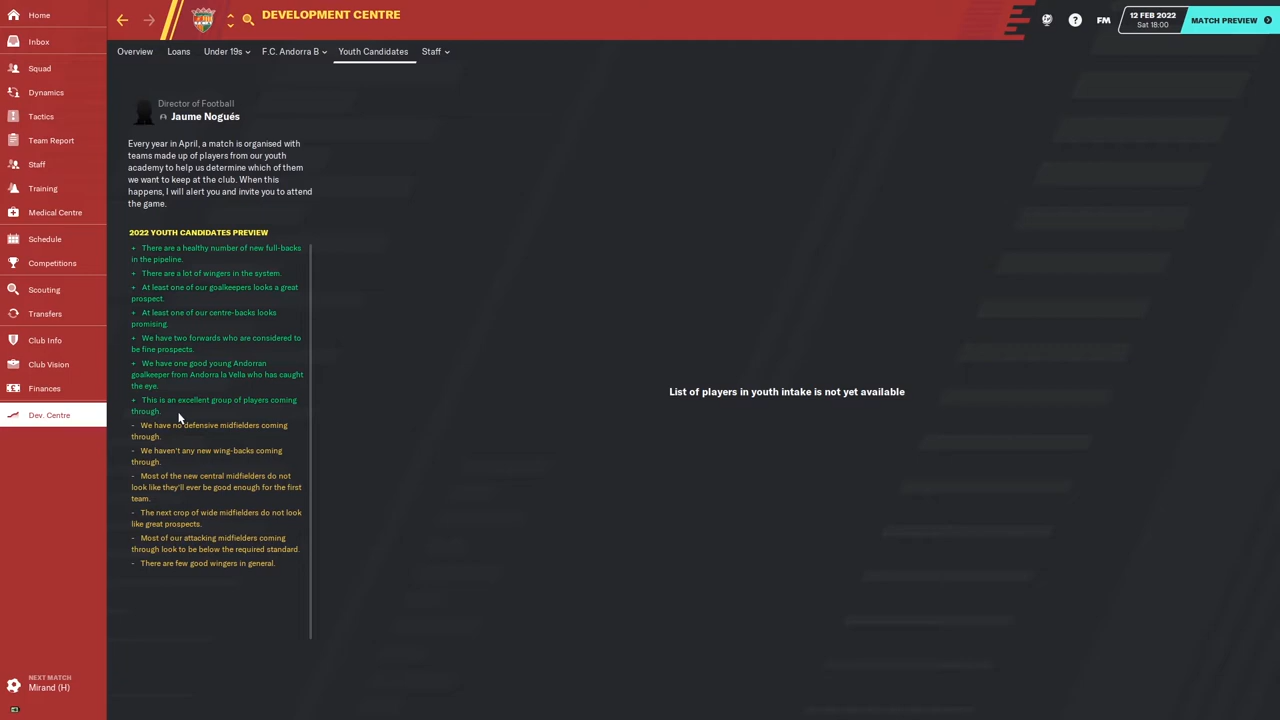 Home
Inbox
Squad
Dynamics
Tactics
Team Report
Staff
Training
Medical Centre
Schedule
Competitions
Scouting
Transfers
Club Info
Club Vision
Finances
Dev. Centre
NEXT MATCH
Mirand (H)
DEVELOPMENT CENTRE
FM
12 FEB 2022
Sat 18:00
MATCH PREVIEW
Overview
Loans
Under 19s
F.C. Andorra B
Youth Candidates
Staff
Director of Football
Jaume Nogués
Every year in April, a match is organised with
teams made up of players from our youth
academy to help us determine which of them
we want to keep at the club. When this
happens, I will alert you and invite you to attend
the game.
2022 YOUTH CANDIDATES PREVIEW
+ There are a healthy number of new full-backs
in the pipeline.
+ There are a lot of wingers in the system.
+ At least one of our goalkeepers looks a great
prospect.
+ At least one of our centre-backs looks
promising.
+ We have two forwards who are considered to
be fine prospects.
+ We have one good young Andorran
goalkeeper from Andorra la Vella who has caught
the eye.
+ This is an excellent group of players coming
through.
- We have no defensive midfielders coming
through.
- We haven't any new wing-backs coming
through.
- Most of the new central midfielders do not
look like they'll ever be good enough for the first
team.
- The next crop of wide midfielders do not look
like great prospects.
- Most of our attacking midfielders coming
through look to be below the required standard.
- There are few good wingers in general.
List of players in youth intake is not yet available